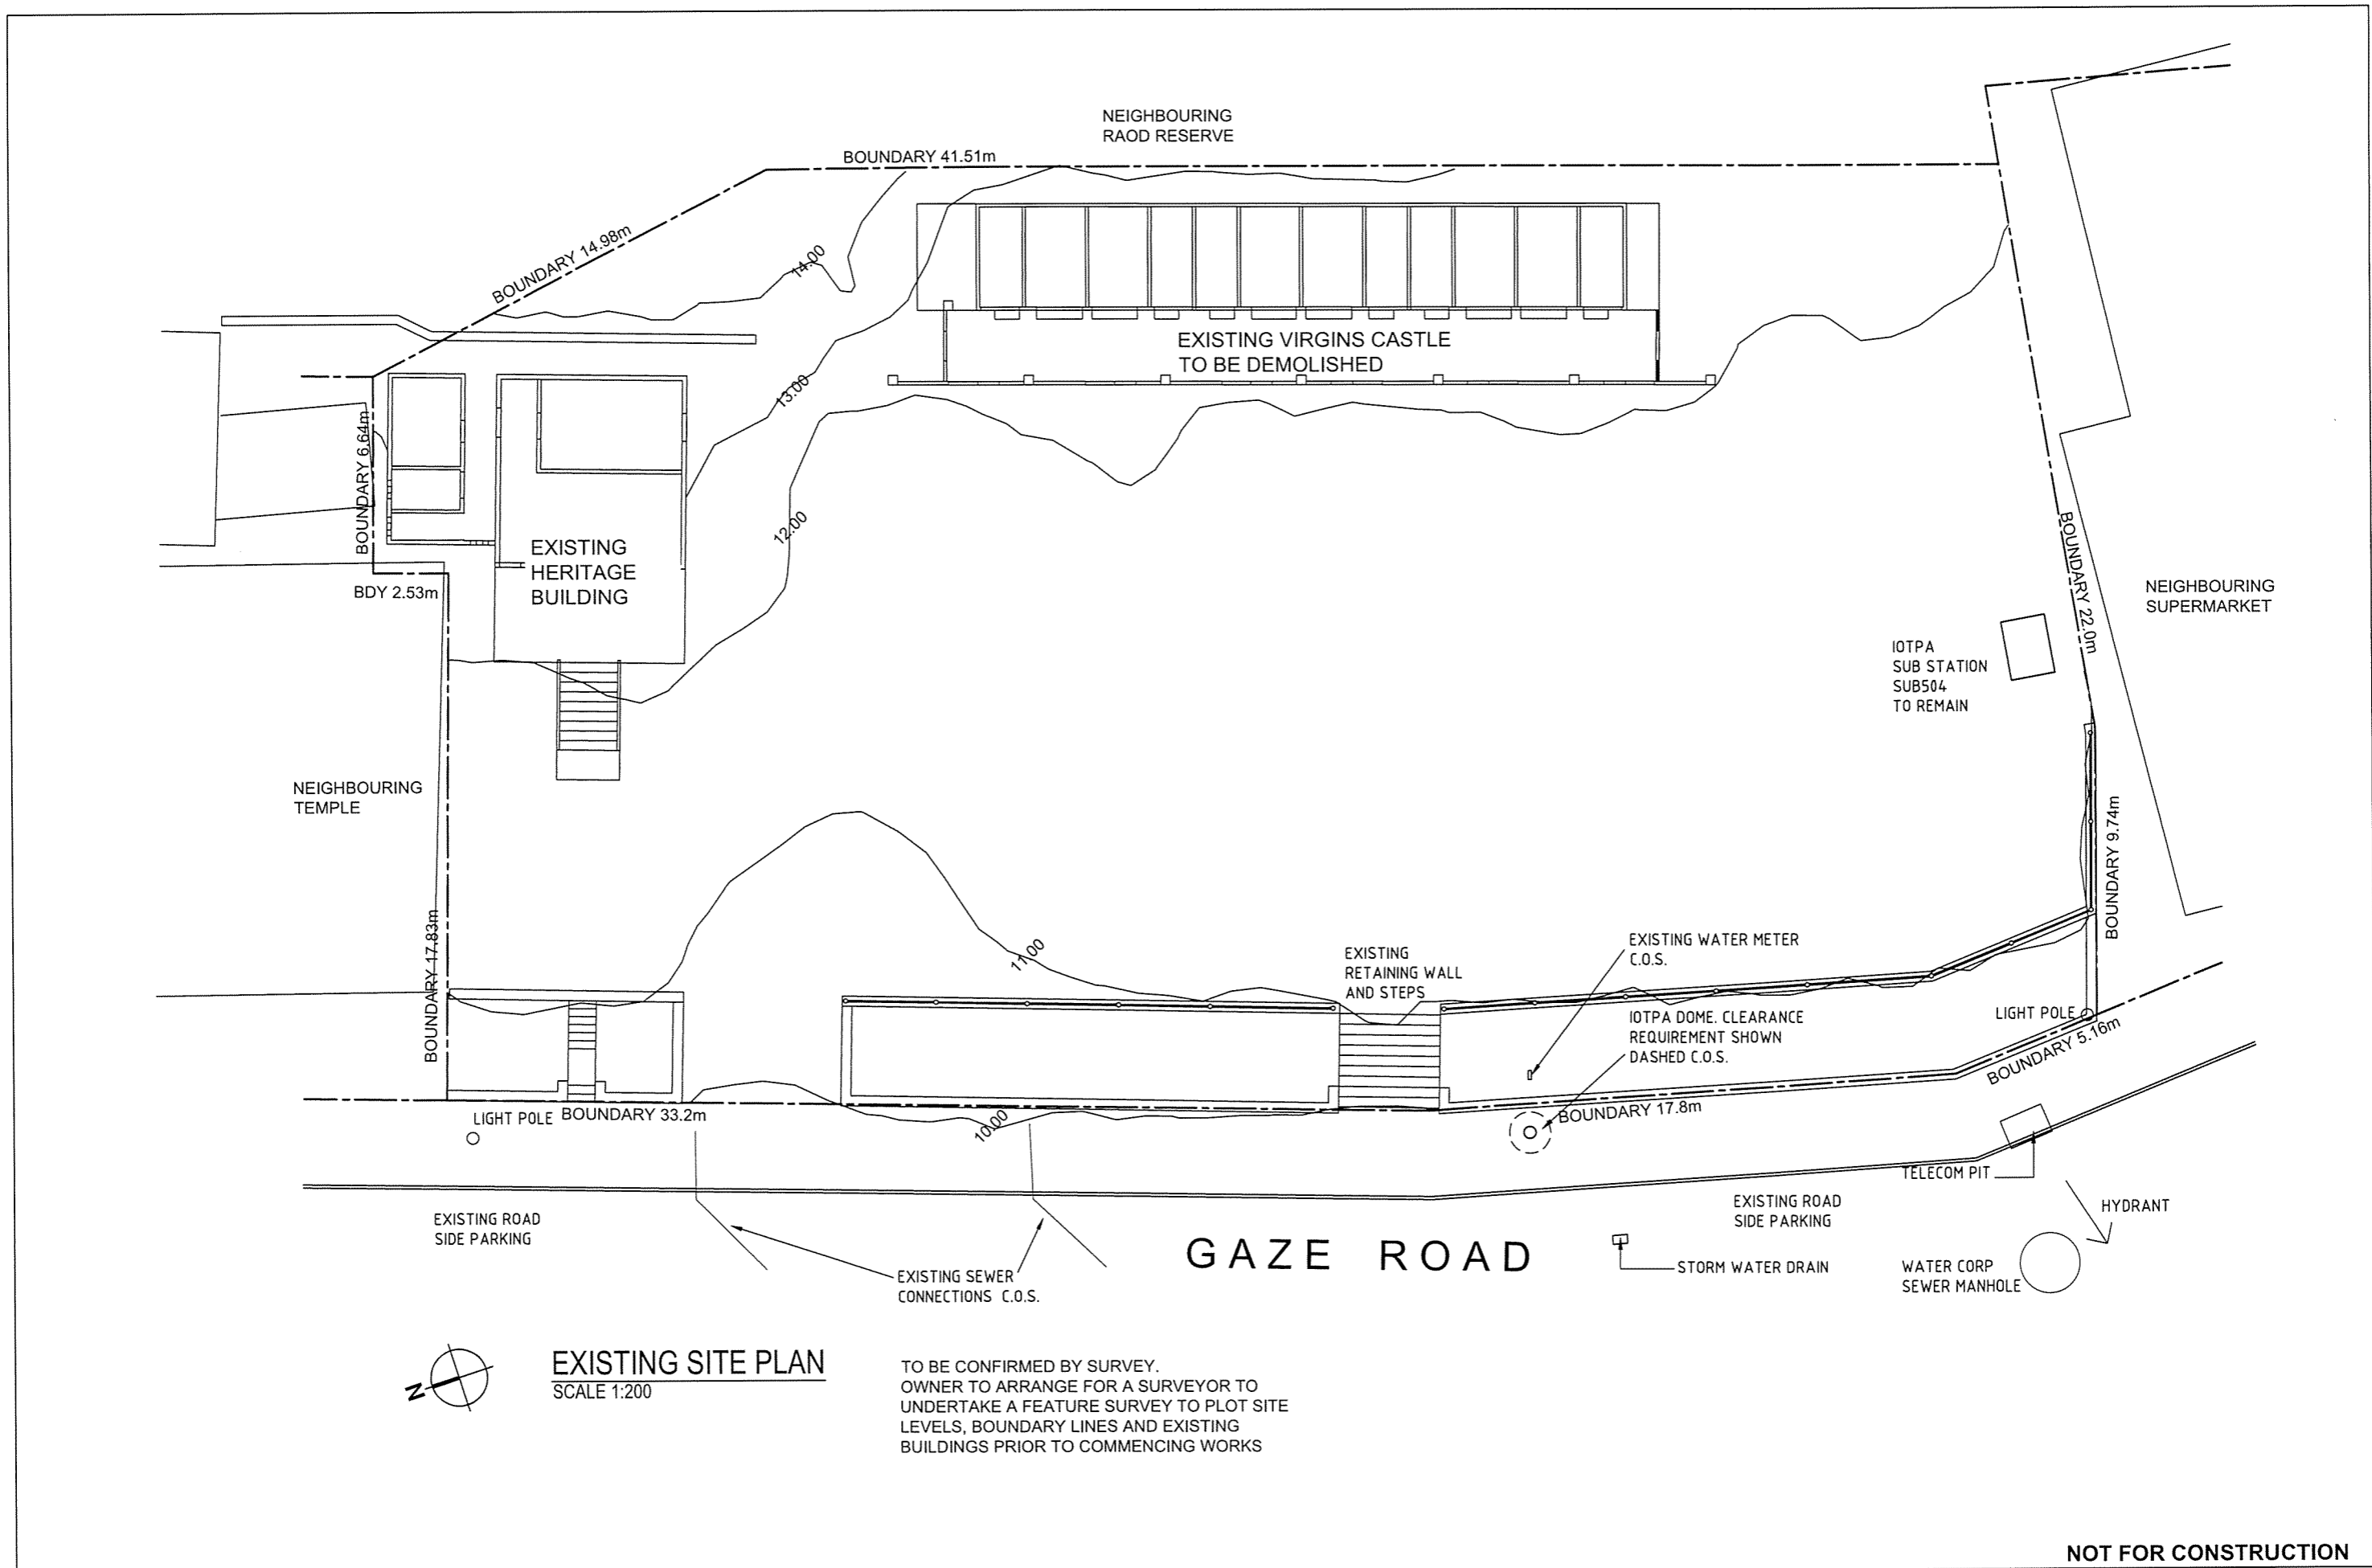 NEIGHBOURING
RAOD RESERVE
BOUNDARY 41.51m
BOUNDARY 14.98m
14.00
EXISTING VIRGINS CASTLE
TO BE DEMOLISHED
13.00
BOUNDARY 6.64m
12.00
EXISTING
HERITAGE
BUILDING
BDY 2.53m
BOUNDARY 22.0m
NEIGHBOURING
SUPERMARKET
IOTPA
SUB STATION
SUB504
TO REMAIN
NEIGHBOURING
TEMPLE
BOUNDARY 9.74m
BOUNDARY 17.83m
11.00
EXISTING
RETAINING WALL
AND STEPS
EXISTING WATER METER
C.O.S.
IOTPA DOME. CLEARANCE
REQUIREMENT SHOWN
DASHED C.O.S.
LIGHT POLE
BOUNDARY 5.16m
LIGHT POLE
BOUNDARY 33.2m
10.00
BOUNDARY 17.8m
TELECOM PIT
HYDRANT
EXISTING ROAD
SIDE PARKING
EXISTING ROAD
SIDE PARKING
GAZE ROAD
STORM WATER DRAIN
WATER CORP
SEWER MANHOLE
EXISTING SEWER
CONNECTIONS C.O.S.
N
EXISTING SITE PLAN
SCALE 1:200
TO BE CONFIRMED BY SURVEY.
OWNER TO ARRANGE FOR A SURVEYOR TO
UNDERTAKE A FEATURE SURVEY TO PLOT SITE
LEVELS, BOUNDARY LINES AND EXISTING
BUILDINGS PRIOR TO COMMENCING WORKS
NOT FOR CONSTRUCTION